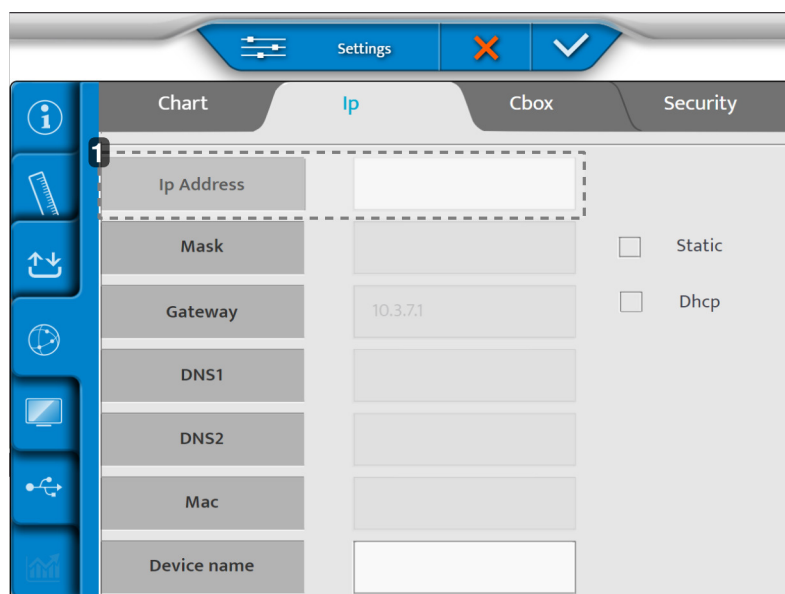 Settings
Chart Ip Cbox Security
1
Ip Address
Mask Static
Gateway 10.3.7.1 Dhcp
DNS1
DNS2
Mac
Device name